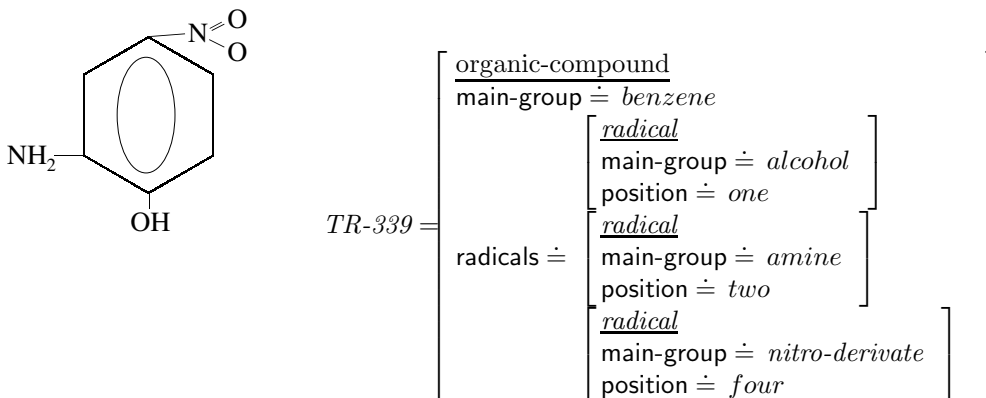 N
O
O
NH2
OH
TR-339 =
organic-compound
main-group ≐ benzene
radicals ≐
radical
main-group ≐ alcohol
position ≐ one
radical
main-group ≐ amine
position ≐ two
radical
main-group ≐ nitro-derivate
position ≐ four